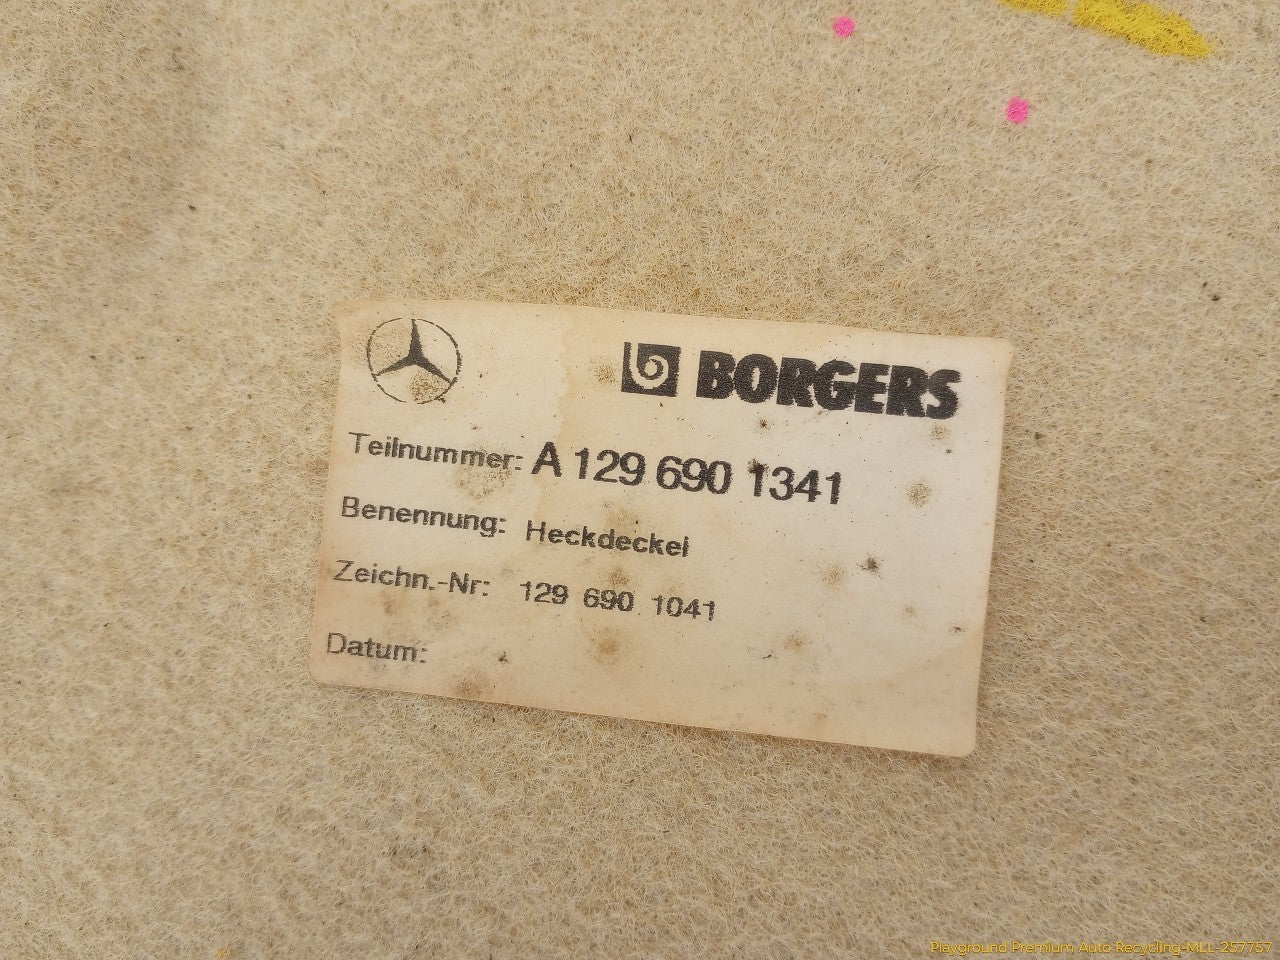 BORGERS
Teilnummer: A 129 690 1341
Benennung: Heckdeckel
Zeichn.-Nr: 129 690 1041
Datum:
Playground Premium Auto Recycling-MLL-257757